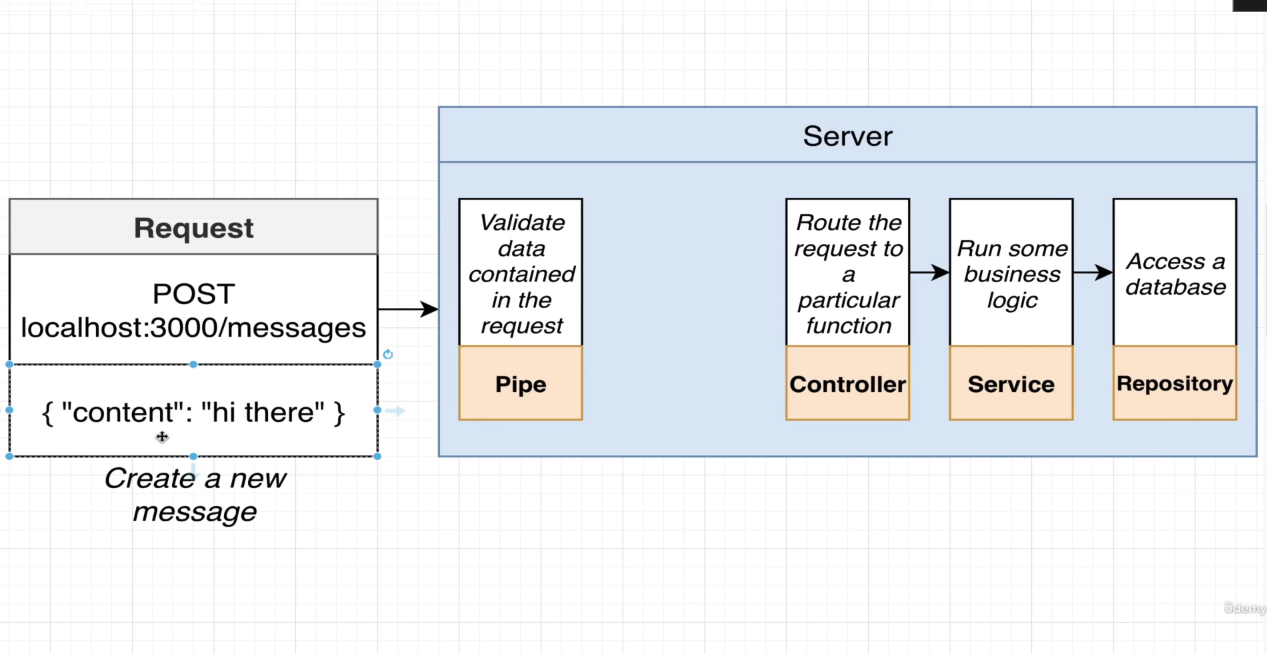 Server
Request
POST
localhost:3000/messages
{ "content": "hi there" }
Create a new
message
Validate
data
contained
in the
request
Pipe
Route the
request to
a
particular
function
Controller
Run some
business
logic
Service
Access a
database
Repository
ûdemy